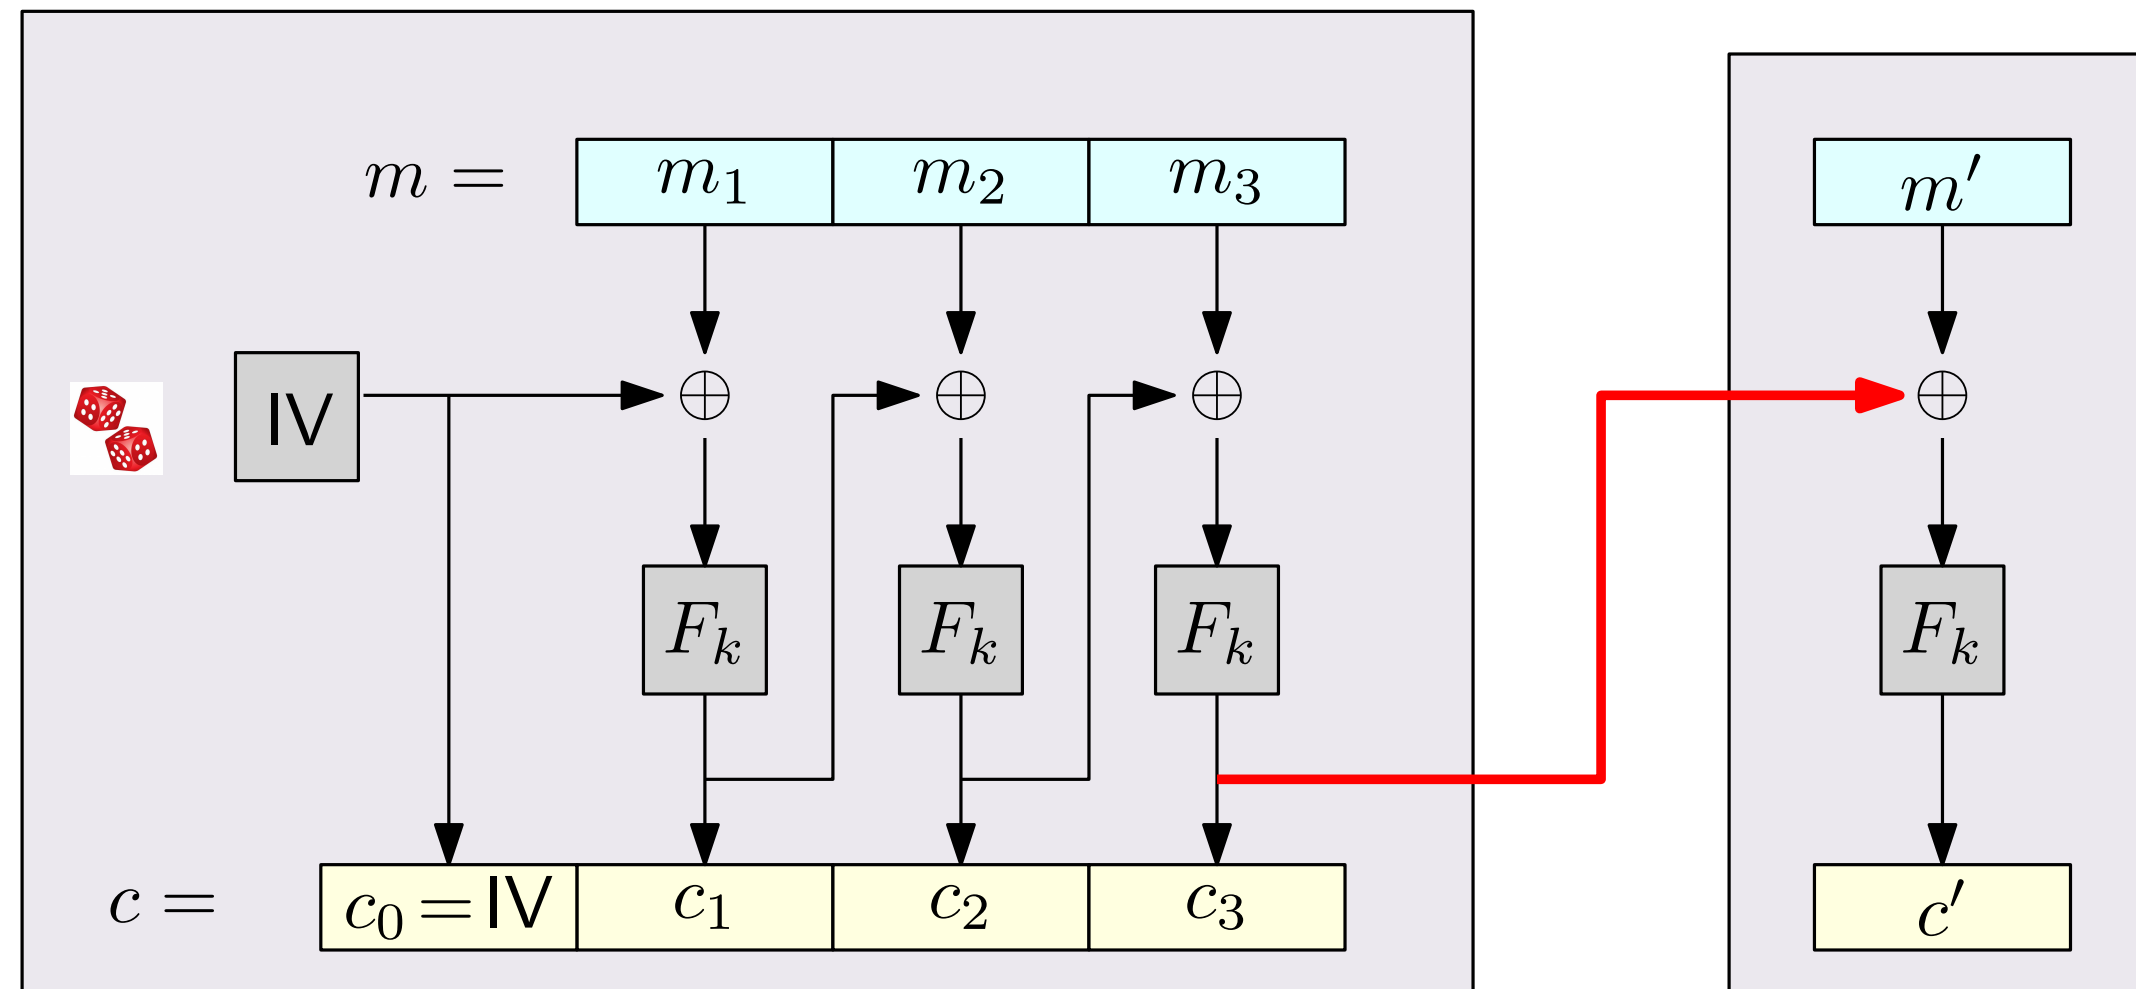 m = m₁ m₂ m₃ m′
IV
Fₖ Fₖ Fₖ Fₖ
c = c₀ = IV c₁ c₂ c₃ c′